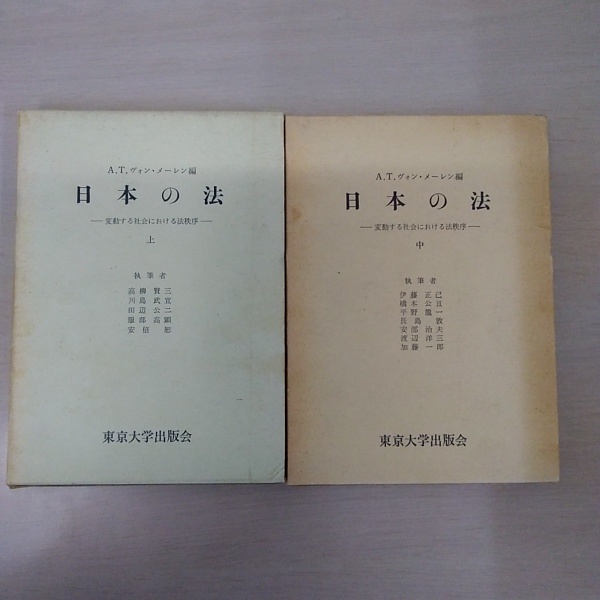 A.T.ヴォン・メーレン編
日本の法
―変動する社会における法秩序―
上
執筆者
高柳賢三
川島武宜
田辺公二
服部高顕
安倍恕
東京大学出版会
A.T.ヴォン・メーレン編
日本の法
―変動する社会における法秩序―
中
執筆者
伊藤正己
橋本公亘
平野龍一
長島敦
安部治夫
渡辺洋三
加藤一郎
東京大学出版会